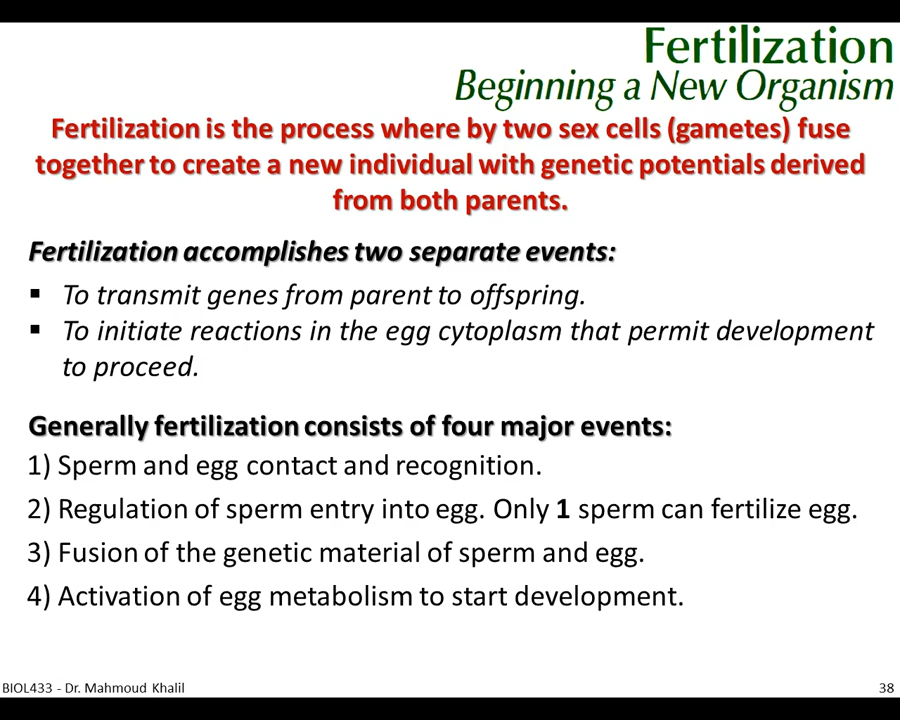 Fertilization
Beginning a New Organism
Fertilization is the process where by two sex cells (gametes) fuse
together to create a new individual with genetic potentials derived
from both parents.
Fertilization accomplishes two separate events:
▪ To transmit genes from parent to offspring.
▪ To initiate reactions in the egg cytoplasm that permit development
to proceed.
Generally fertilization consists of four major events:
1) Sperm and egg contact and recognition.
2) Regulation of sperm entry into egg. Only 1 sperm can fertilize egg.
3) Fusion of the genetic material of sperm and egg.
4) Activation of egg metabolism to start development.
BIOL433 - Dr. Mahmoud Khalil
38